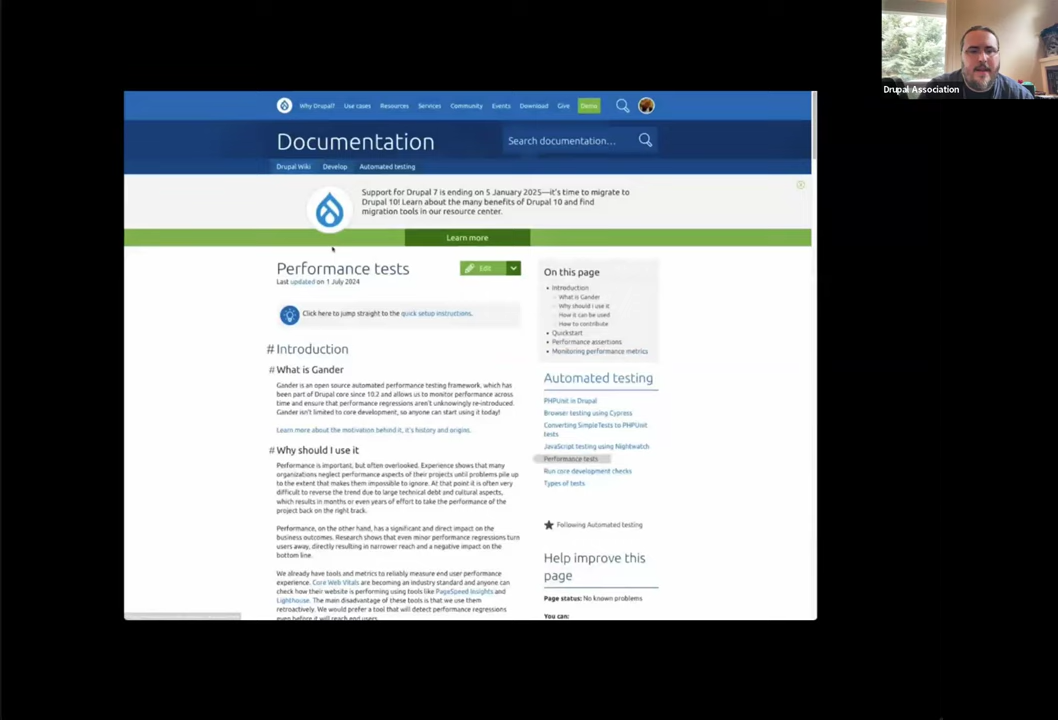 Drupal Association
Why Drupal? Use cases Resources Services Community Events Download Give Demo
Documentation
Search documentation...
Drupal Wiki Develop Automated testing
Support for Drupal 7 is ending on 5 January 2025—it's time to migrate to
Drupal 10! Learn about the many benefits of Drupal 10 and find
migration tools in our resource center.
Learn more
Performance tests
Edit
Last updated on 1 July 2024
Click here to jump straight to the quick setup instructions.
# Introduction
# What is Gander
Gander is an open source automated performance testing framework, which has
been part of Drupal core since 10.2 and allows us to monitor performance across
time and ensure that performance regressions aren't unknowingly re-introduced.
Gander isn't limited to core development, so anyone can start using it today!
Learn more about the motivation behind it, it's history and origins.
# Why should I use it
Performance is important, but often overlooked. Experience shows that many
organizations neglect performance aspects of their projects until problems pile up
to the extent that makes them impossible to ignore. At that point it is often very
difficult to reverse the trend due to large technical debt and cultural aspects,
which results in months or even years of effort to take the performance of the
project back on the right track.
Performance, on the other hand, has a significant and direct impact on the
business outcomes. Research shows that even minor performance regressions turn
users away, directly resulting in narrower reach and a negative impact on the
bottom line.
We already have tools and metrics to reliably measure end user performance
experience. Core Web Vitals are becoming an industry standard and anyone can
check how their website is performing using tools like PageSpeed Insights and
Lighthouse. The main disadvantage of these tools is that we use them
retroactively. We would prefer a tool that will detect performance regressions
even before it will reach end users.
On this page
Introduction
What is Gander
Why should I use it
How it can be used
How to contribute
Quickstart
Performance assertions
Monitoring performance metrics
Automated testing
PHPUnit in Drupal
Browser testing using Cypress
Converting SimpleTests to PHPUnit
tests
JavaScript testing using Nightwatch
Performance tests
Run core development checks
Types of tests
Following Automated testing
Help improve this
page
Page status: No known problems
You can: